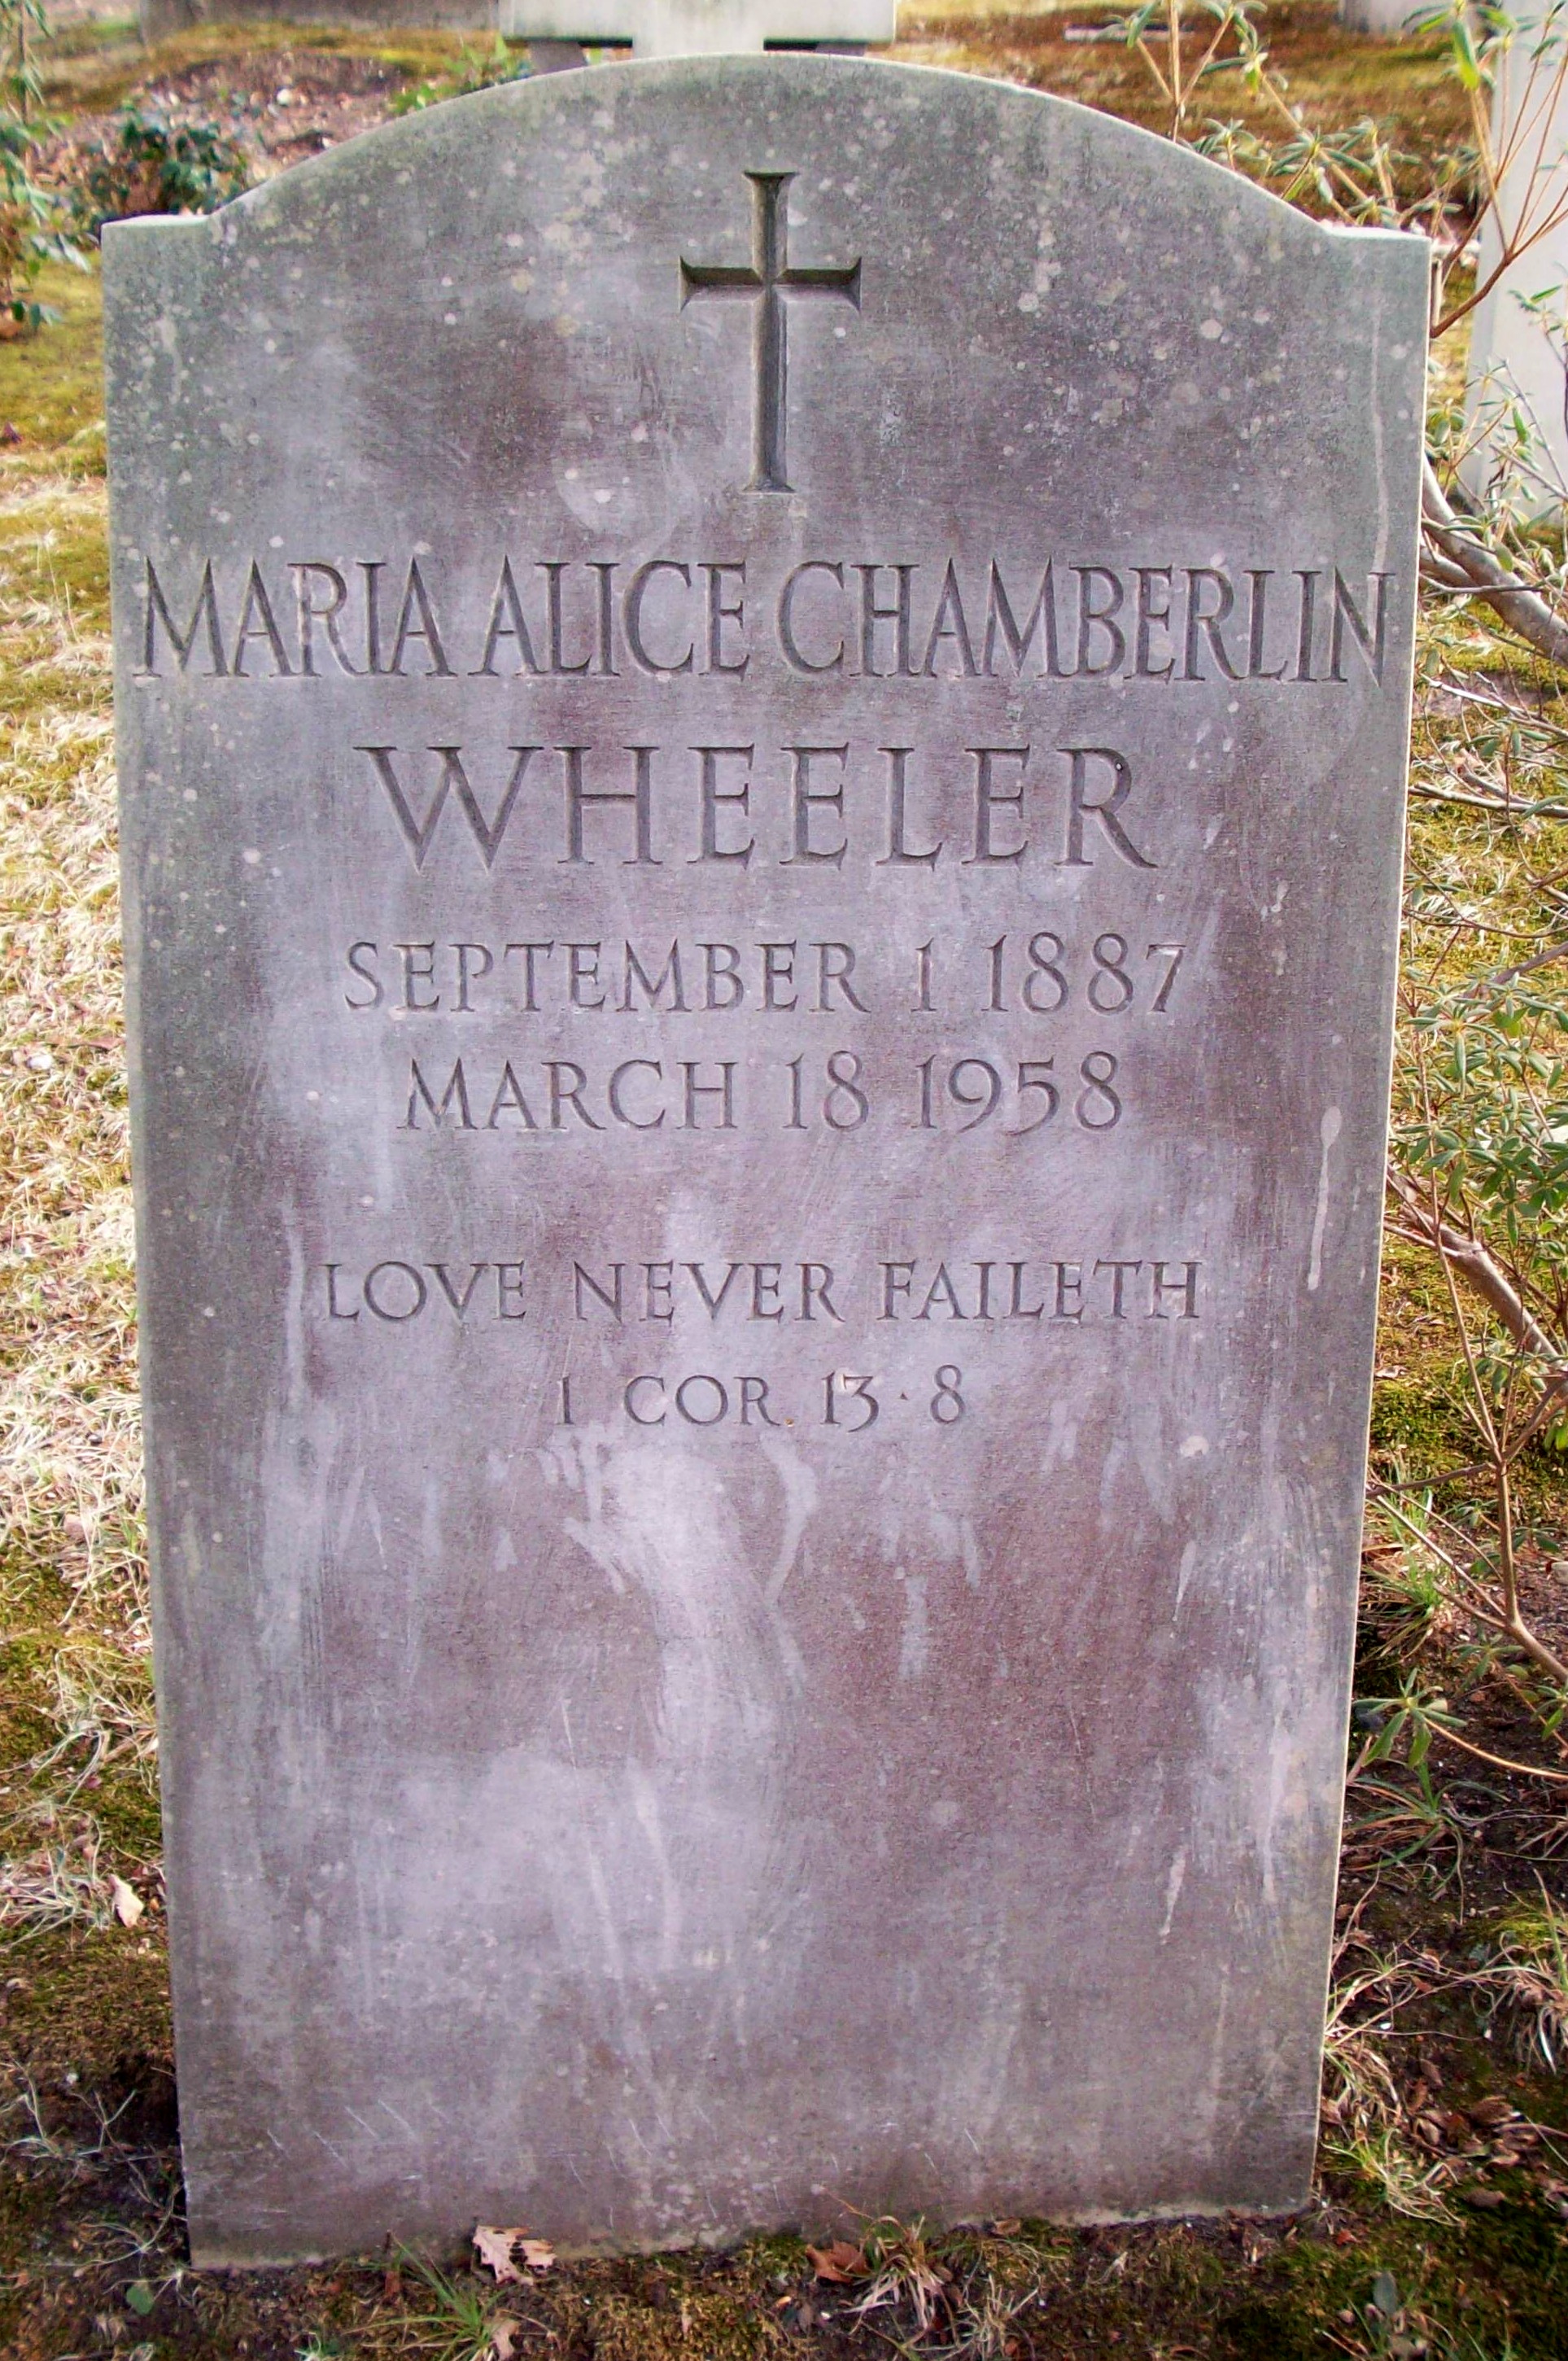 MARIA ALICE CHAMBERLIN
WHEELER
SEPTEMBER 1 1887
MARCH 18 1958
LOVE NEVER FAILETH
1 COR 13 · 8